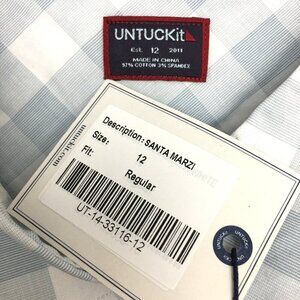 UNTUCKit
Est. 12 2011
MADE IN CHINA
97% COTTON 3% SPANDEX
Description: SANTA MARZI
Size: 12
Fit: Regular
UT-14-33116-12
untuckit.com
UNTUCKit